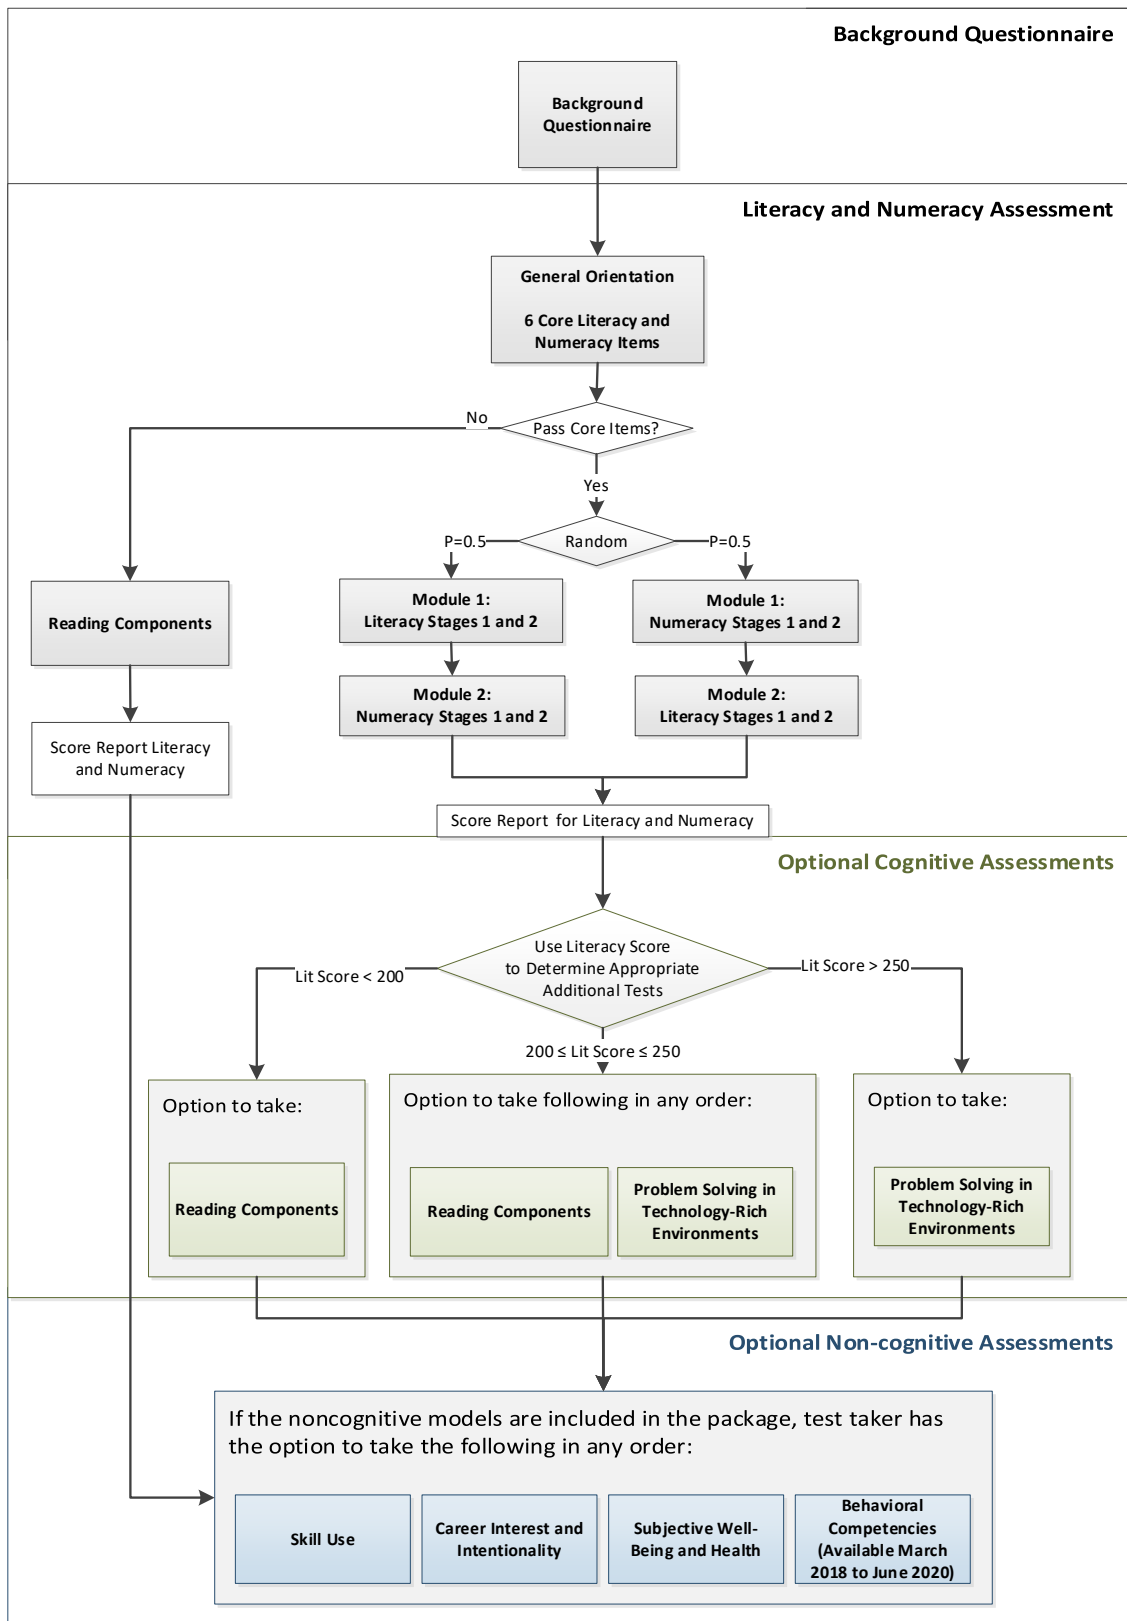 Background Questionnaire
Background
Questionnaire
Literacy and Numeracy Assessment
General Orientation
6 Core Literacy and
Numeracy Items
No
Pass Core Items?
Yes
P=0.5
Random
P=0.5
Reading Components
Module 1:
Literacy Stages 1 and 2
Module 1:
Numeracy Stages 1 and 2
Module 2:
Numeracy Stages 1 and 2
Module 2:
Literacy Stages 1 and 2
Score Report Literacy
and Numeracy
Score Report for Literacy and Numeracy
Optional Cognitive Assessments
Use Literacy Score
to Determine Appropriate
Additional Tests
Lit Score < 200
Lit Score > 250
200 ≤ Lit Score ≤ 250
Option to take:
Reading Components
Option to take following in any order:
Reading Components
Problem Solving in
Technology-Rich
Environments
Option to take:
Problem Solving in
Technology-Rich
Environments
Optional Non-cognitive Assessments
If the noncognitive models are included in the package, test taker has
the option to take the following in any order:
Skill Use
Career Interest and
Intentionality
Subjective Well-
Being and Health
Behavioral
Competencies
(Available March
2018 to June 2020)